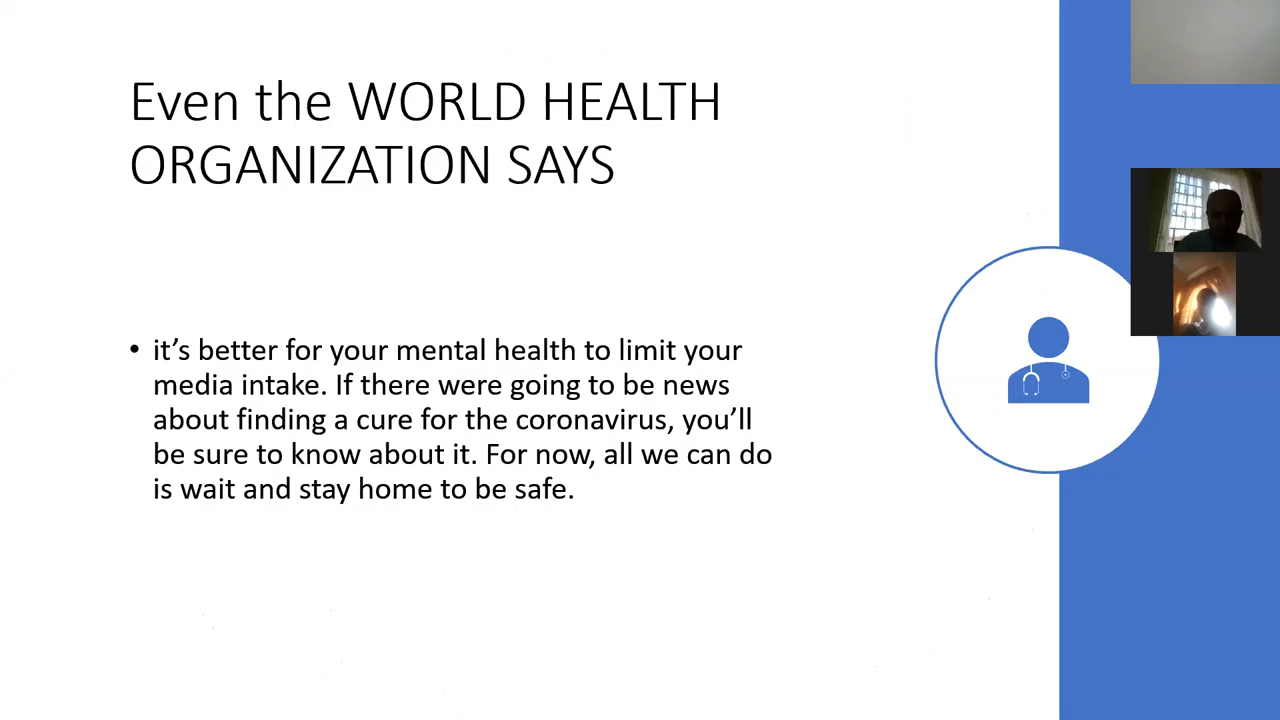 Even the WORLD HEALTH
ORGANIZATION SAYS
• it’s better for your mental health to limit your
media intake. If there were going to be news
about finding a cure for the coronavirus, you’ll
be sure to know about it. For now, all we can do
is wait and stay home to be safe.